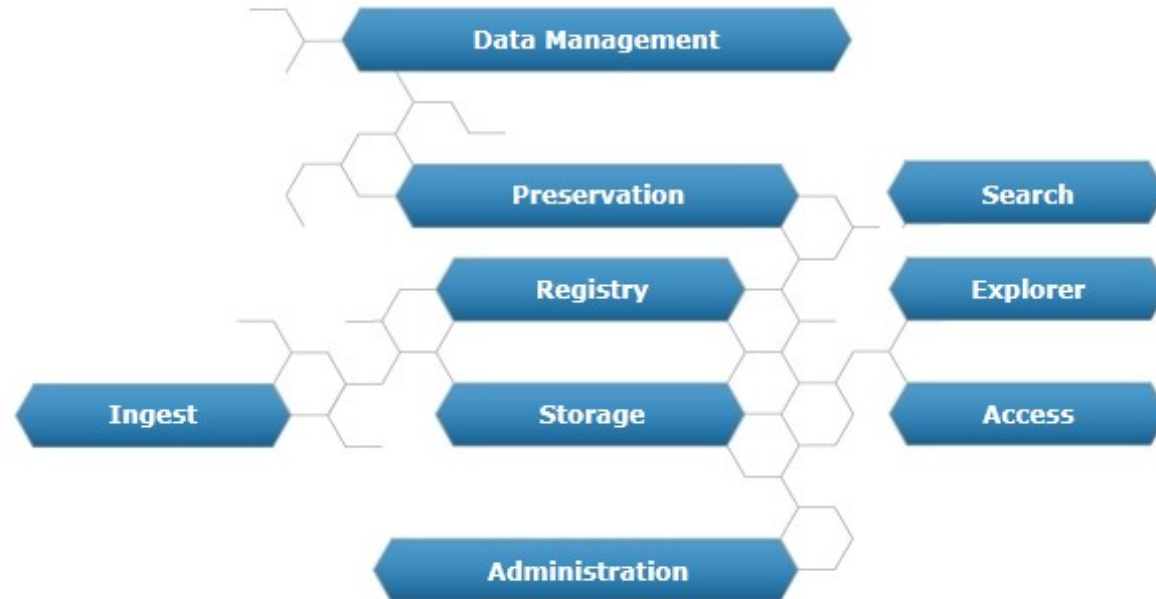 Data Management
Preservation
Search
Registry
Explorer
Ingest
Storage
Access
Administration